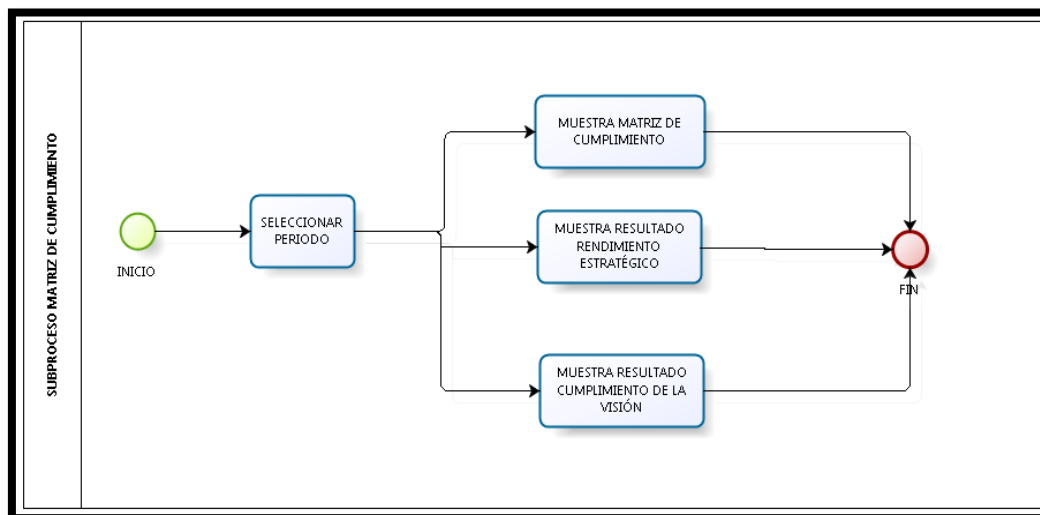 SUBPROCESO MATRIZ DE CUMPLIMIENTO
INICIO
SELECCIONAR
PERIODO
MUESTRA MATRIZ DE
CUMPLIMIENTO
MUESTRA RESULTADO
RENDIMIENTO
ESTRATÉGICO
MUESTRA RESULTADO
CUMPLIMIENTO DE LA
VISIÓN
FIN